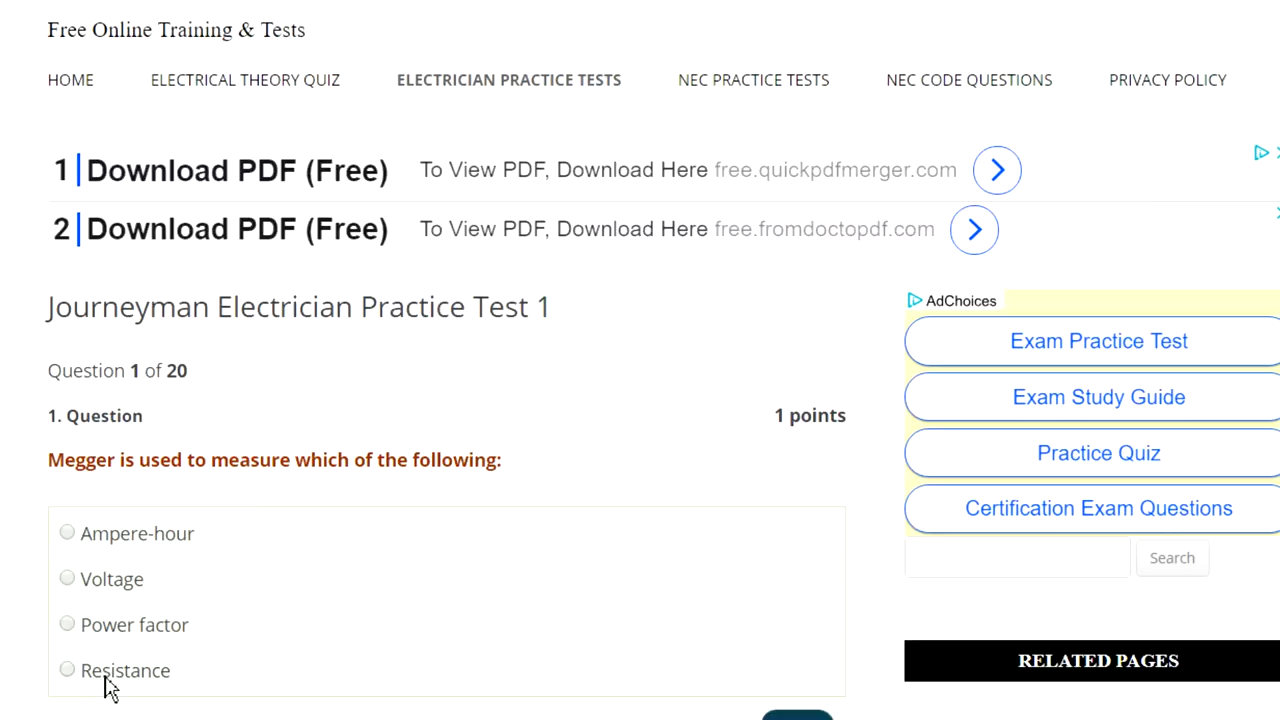 Free Online Training & Tests
HOME ELECTRICAL THEORY QUIZ ELECTRICIAN PRACTICE TESTS NEC PRACTICE TESTS NEC CODE QUESTIONS PRIVACY POLICY
1 Download PDF (Free) To View PDF, Download Here free.quickpdfmerger.com
2 Download PDF (Free) To View PDF, Download Here free.fromdoctopdf.com
Journeyman Electrician Practice Test 1
Question 1 of 20
1. Question 1 points
Megger is used to measure which of the following:
Ampere-hour
Voltage
Power factor
Resistance
AdChoices
Exam Practice Test
Exam Study Guide
Practice Quiz
Certification Exam Questions
Search
RELATED PAGES